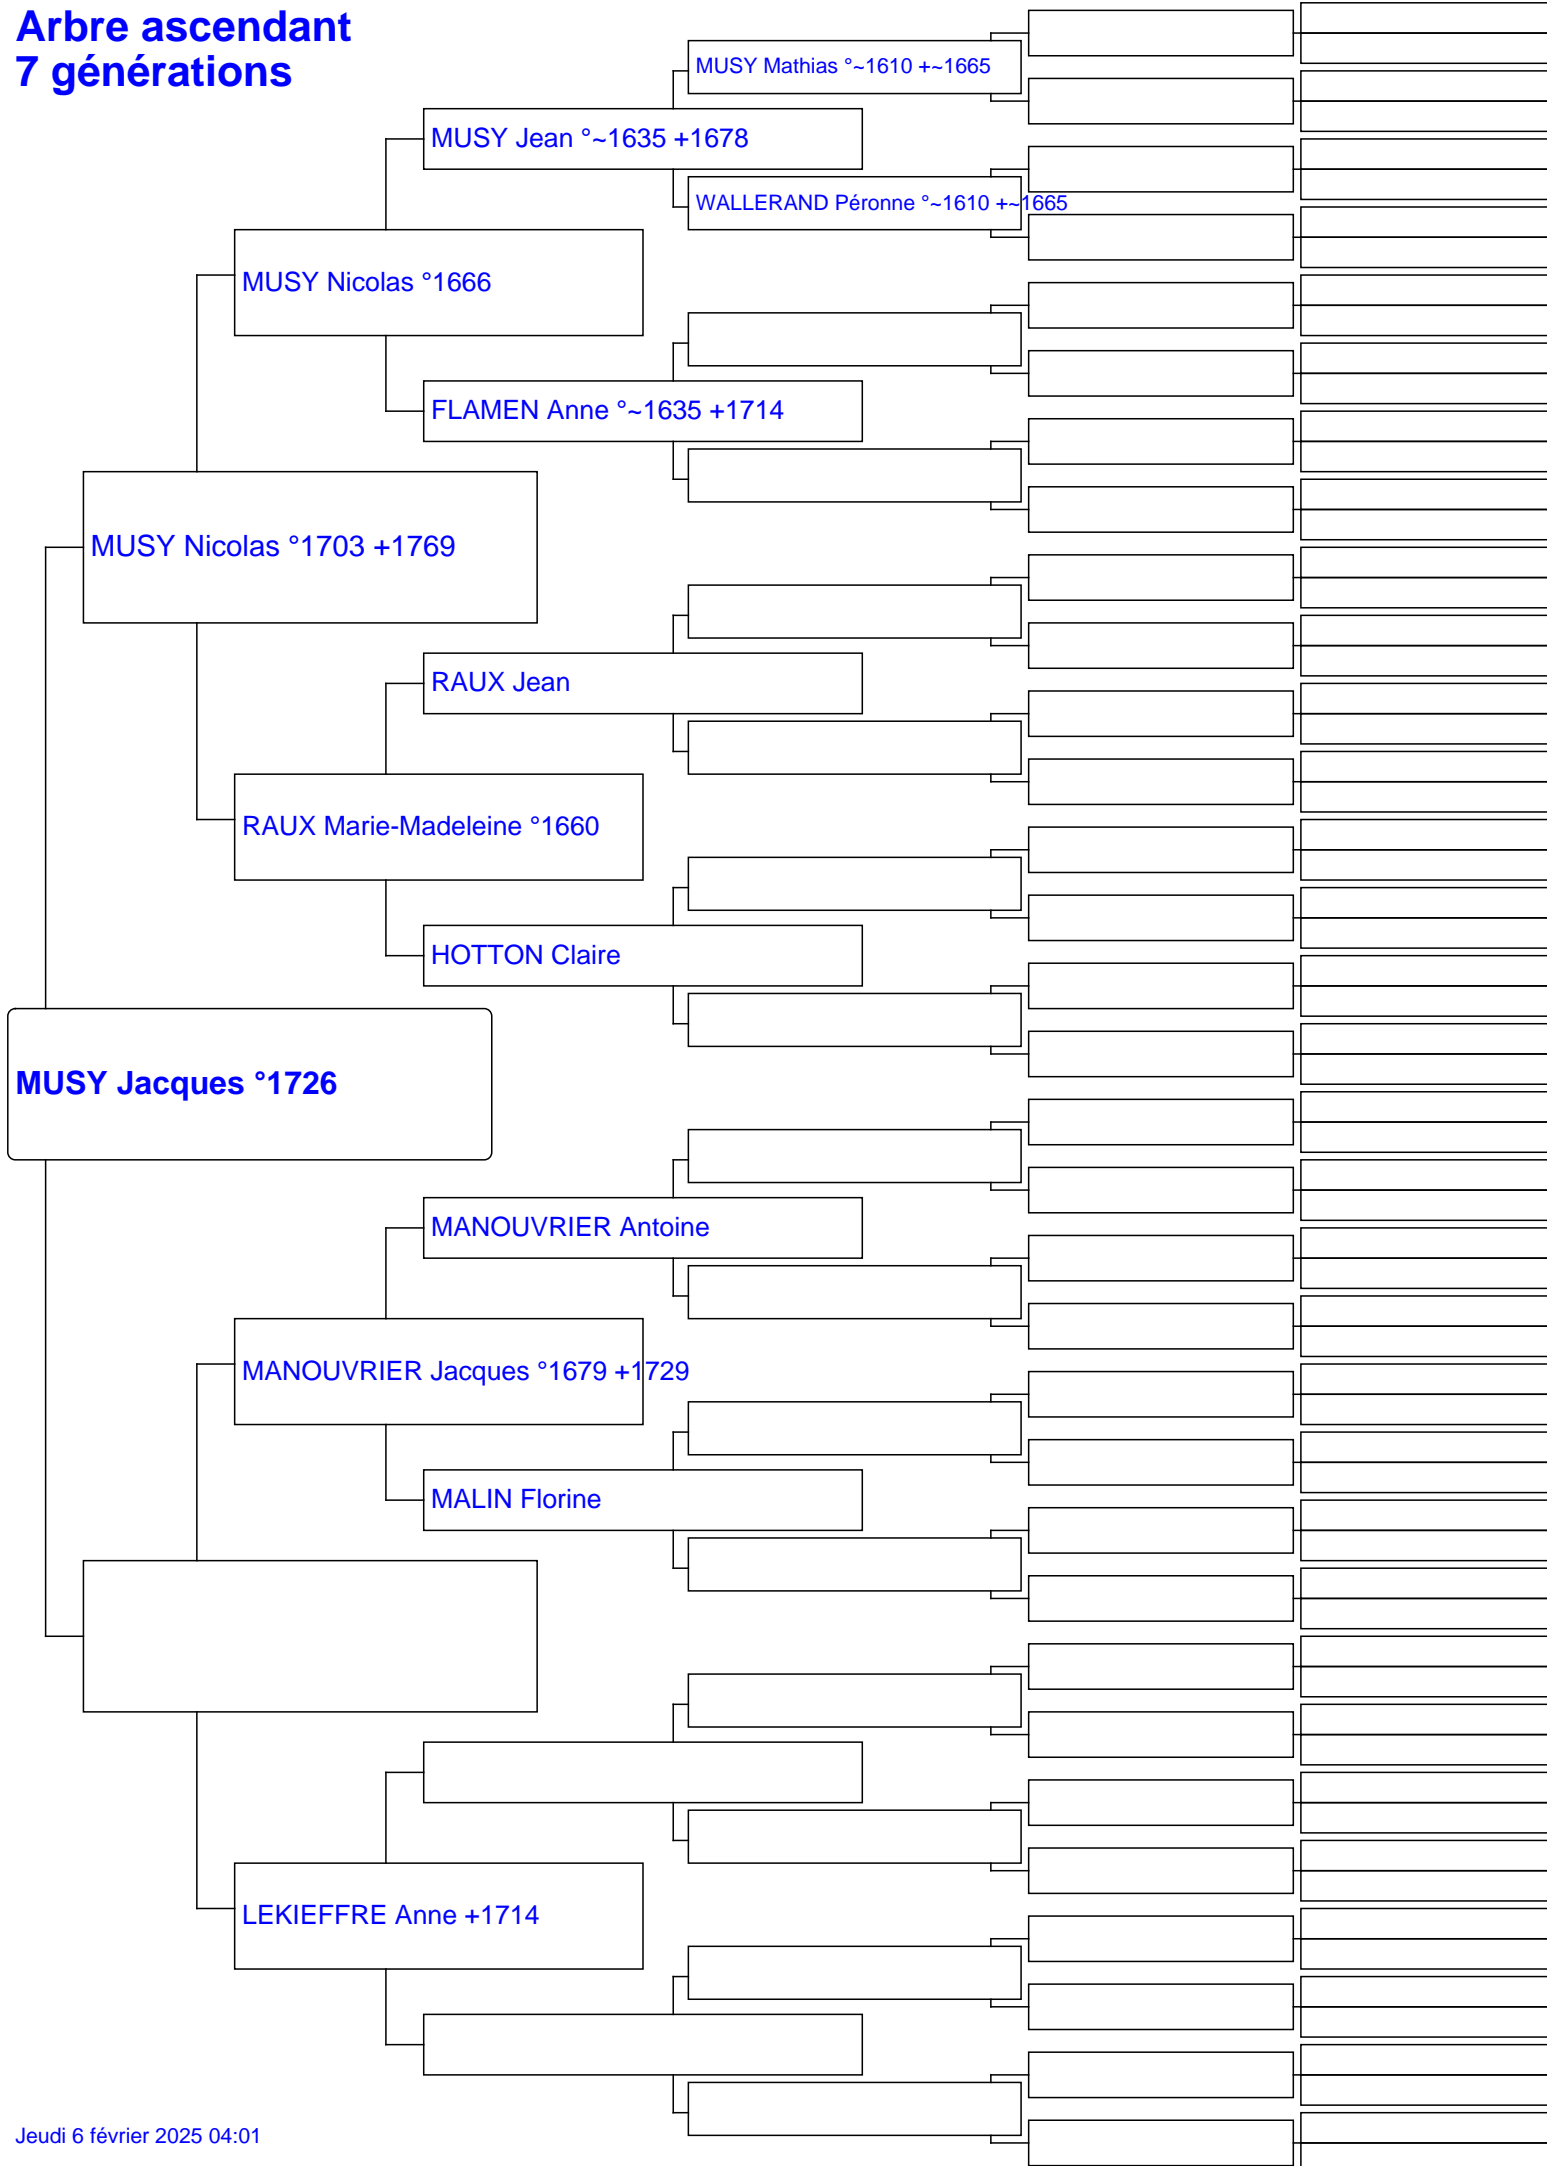 Arbre ascendant
7 générations
MUSY Mathias °~1610 +~1665
MUSY Jean °~1635 +1678
WALLERAND Péronne °~1610 +~1665
MUSY Nicolas °1666
FLAMEN Anne °~1635 +1714
MUSY Nicolas °1703 +1769
RAUX Jean
RAUX Marie-Madeleine °1660
HOTTON Claire
MUSY Jacques °1726
MANOUVRIER Antoine
MANOUVRIER Jacques °1679 +1729
MALIN Florine
LEKIEFFRE Anne +1714
Jeudi 6 février 2025 04:01